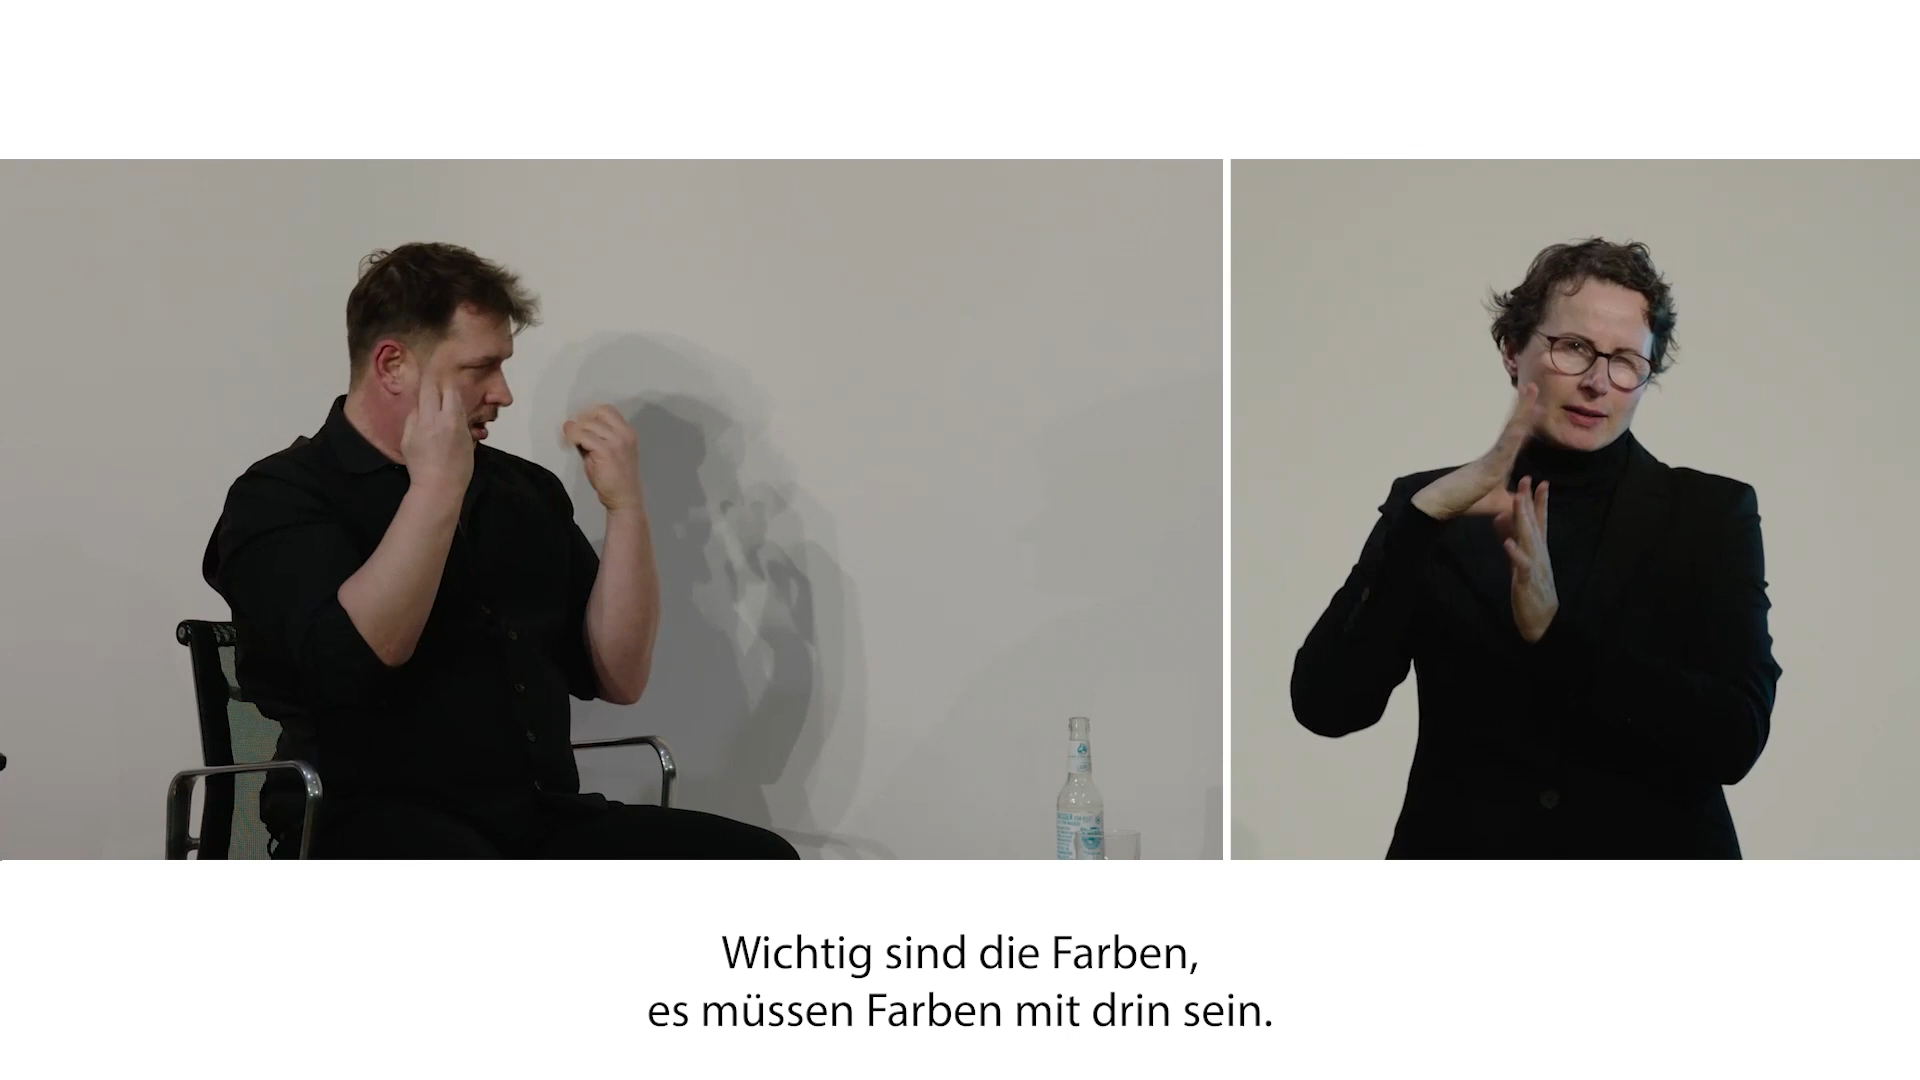 Wichtig sind die Farben,
es müssen Farben mit drin sein.